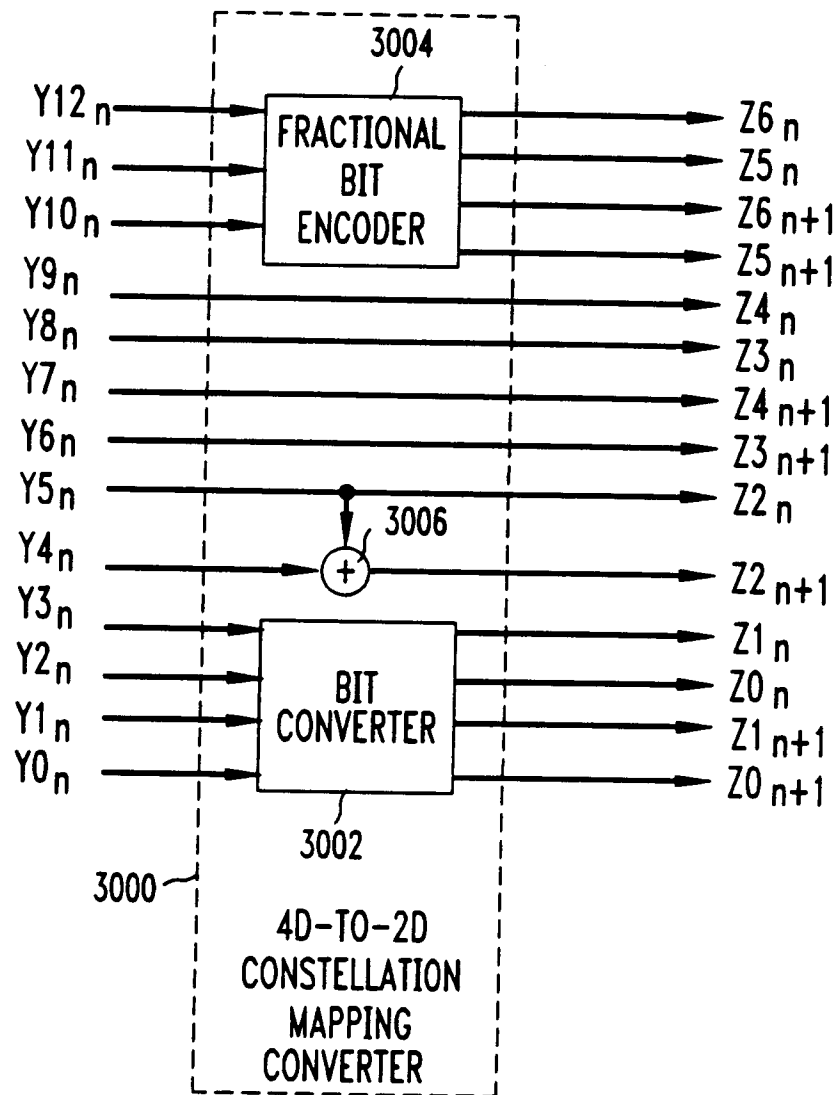 3004
Y12 n
Y11 n
Y10 n
Y9 n
Y8 n
Y7 n
Y6 n
Y5 n
Y4 n
Y3 n
Y2 n
Y1 n
Y0 n
FRACTIONAL
BIT
ENCODER
3006
+
BIT
CONVERTER
3002
3000
4D-TO-2D
CONSTELLATION
MAPPING
CONVERTER
Z6 n
Z5 n
Z6 n+1
Z5 n+1
Z4 n
Z3 n
Z4 n+1
Z3 n+1
Z2 n
Z2 n+1
Z1 n
Z0 n
Z1 n+1
Z0 n+1